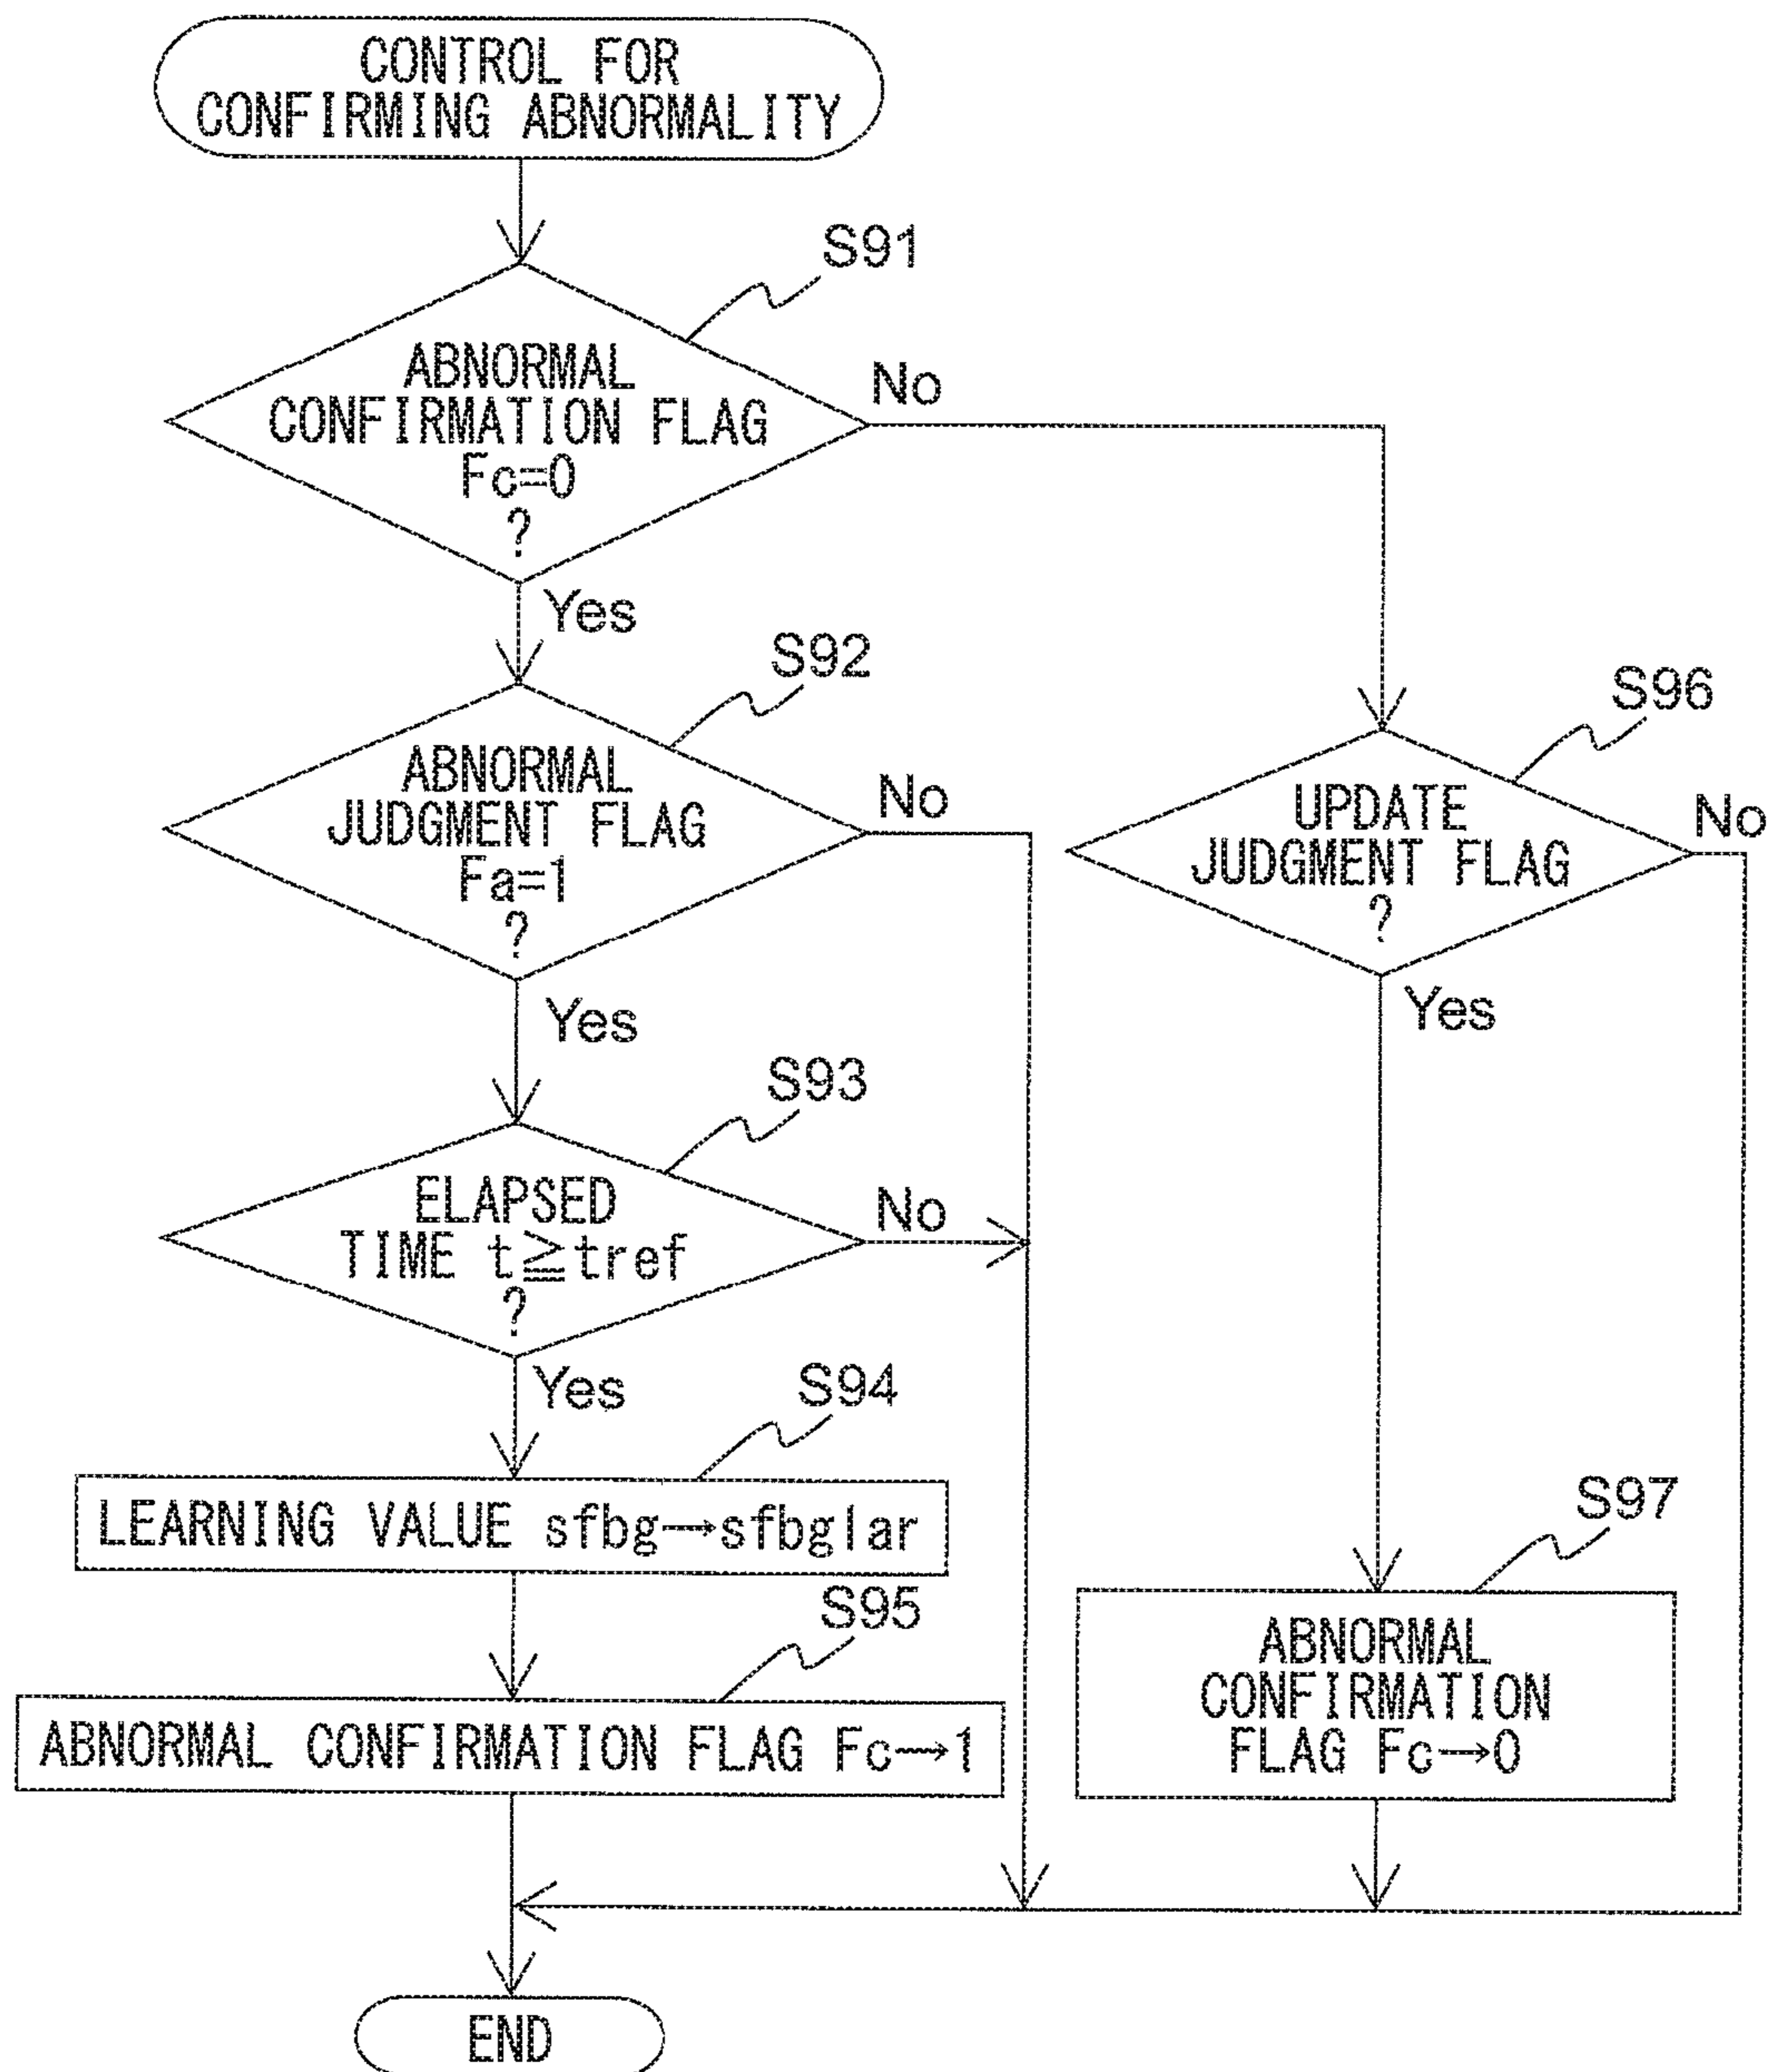 CONTROL FOR
CONFIRMING ABNORMALITY
S91
ABNORMAL
CONFIRMATION FLAG
Fc=0
?
No
Yes
S92
ABNORMAL
JUDGMENT FLAG
Fa=1
?
No
Yes
S96
UPDATE
JUDGMENT FLAG
?
No
Yes
S93
ELAPSED
TIME t≧tref
?
No
Yes
S94
LEARNING VALUE sfbg→sfbglar
S95
ABNORMAL CONFIRMATION FLAG Fc→1
S97
ABNORMAL
CONFIRMATION
FLAG Fc→0
END